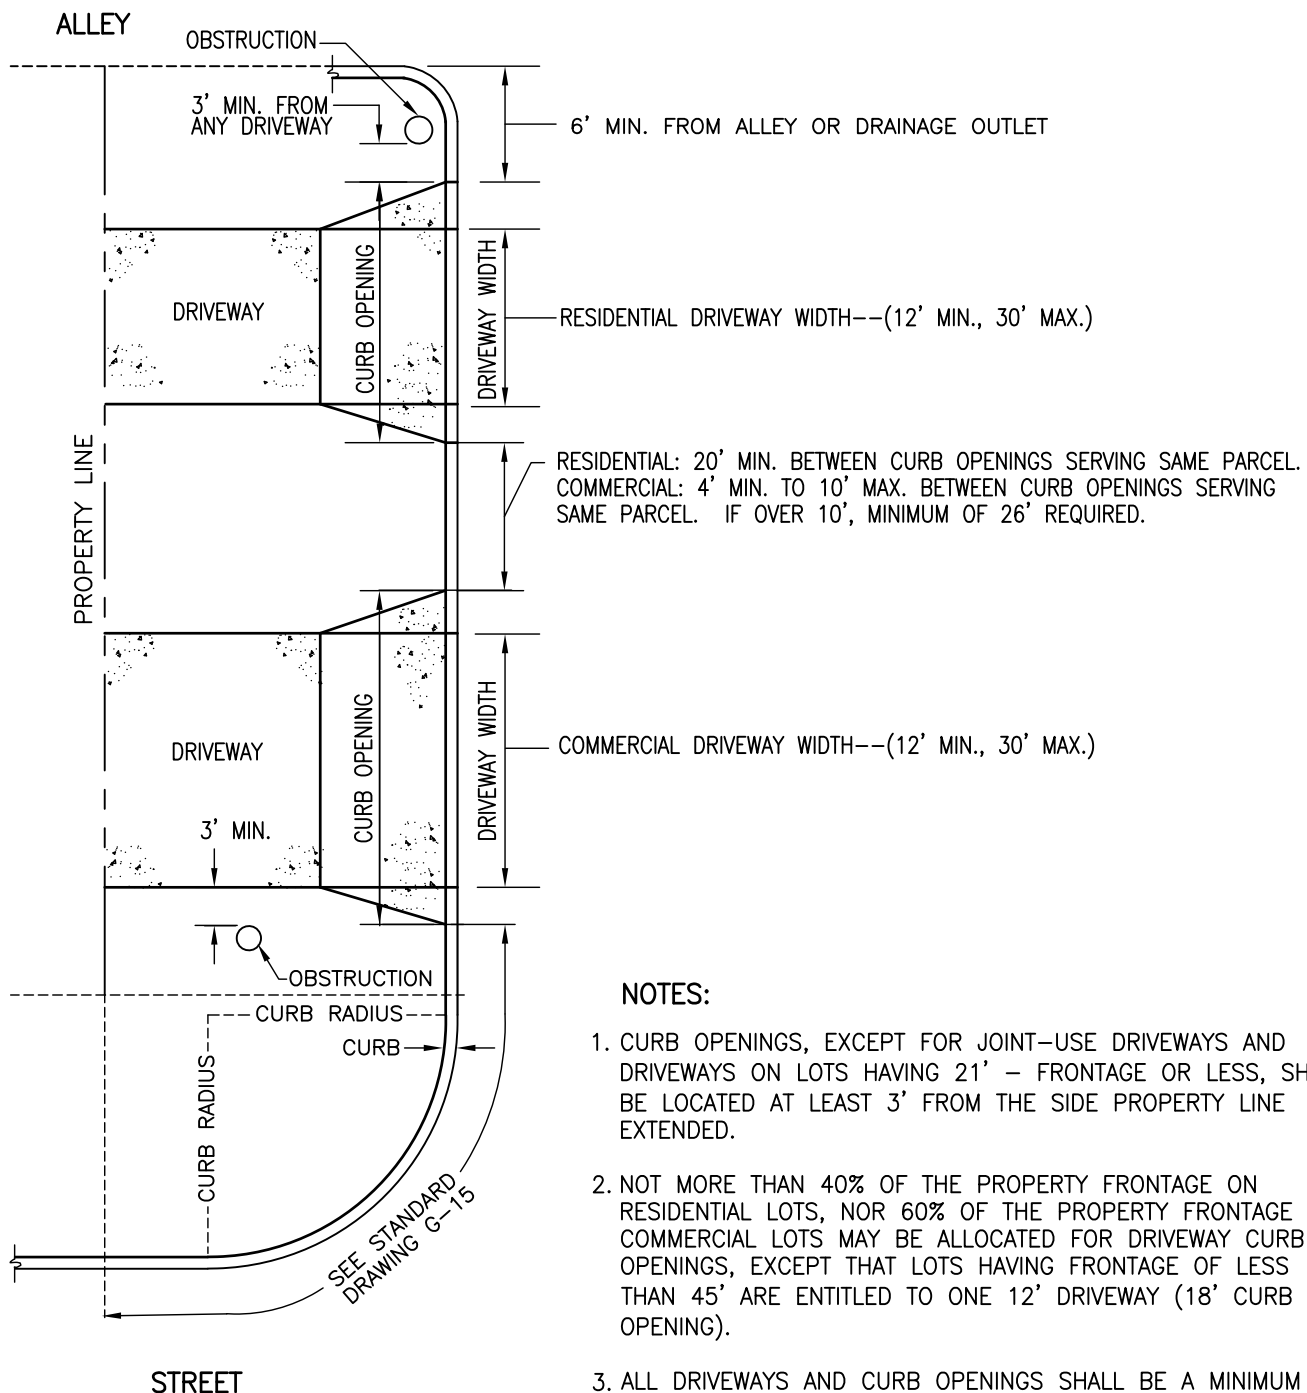 ALLEY
OBSTRUCTION
3' MIN. FROM
ANY DRIVEWAY
6' MIN. FROM ALLEY OR DRAINAGE OUTLET
DRIVEWAY
CURB OPENING
DRIVEWAY WIDTH
RESIDENTIAL DRIVEWAY WIDTH--(12' MIN., 30' MAX.)
PROPERTY LINE
RESIDENTIAL: 20' MIN. BETWEEN CURB OPENINGS SERVING SAME PARCEL.
COMMERCIAL: 4' MIN. TO 10' MAX. BETWEEN CURB OPENINGS SERVING
SAME PARCEL. IF OVER 10', MINIMUM OF 26' REQUIRED.
DRIVEWAY
CURB OPENING
DRIVEWAY WIDTH
COMMERCIAL DRIVEWAY WIDTH--(12' MIN., 30' MAX.)
3' MIN.
OBSTRUCTION
CURB RADIUS
CURB
CURB RADIUS
SEE STANDARD
DRAWING G-15
STREET
NOTES:
1. CURB OPENINGS, EXCEPT FOR JOINT-USE DRIVEWAYS AND
DRIVEWAYS ON LOTS HAVING 21' - FRONTAGE OR LESS,
BE LOCATED AT LEAST 3' FROM THE SIDE PROPERTY LINE
EXTENDED.
2. NOT MORE THAN 40% OF THE PROPERTY FRONTAGE ON
RESIDENTIAL LOTS, NOR 60% OF THE PROPERTY FRONTAGE
COMMERCIAL LOTS MAY BE ALLOCATED FOR DRIVEWAY CURB
OPENINGS, EXCEPT THAT LOTS HAVING FRONTAGE OF LESS
THAN 45' ARE ENTITLED TO ONE 12' DRIVEWAY (18' CURB
OPENING).
3. ALL DRIVEWAYS AND CURB OPENINGS SHALL BE A MINIMUM